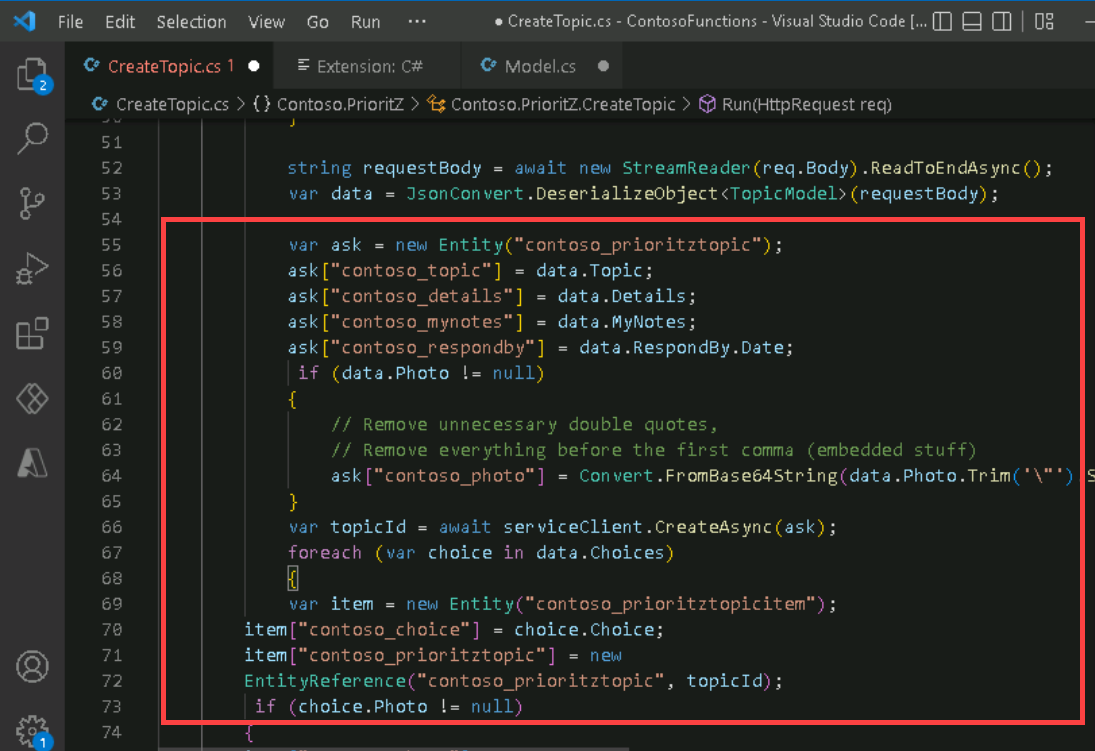 File Edit Selection View Go Run ··· ● CreateTopic.cs - ContosoFunctions - Visual Studio Code [...
CreateTopic.cs 1 ● Extension: C# Model.cs ●
CreateTopic.cs > {} Contoso.PrioritZ > Contoso.PrioritZ.CreateTopic > Run(HttpRequest req)
2
50 }
51
52 string requestBody = await new StreamReader(req.Body).ReadToEndAsync();
53 var data = JsonConvert.DeserializeObject<TopicModel>(requestBody);
54
55 var ask = new Entity("contoso_prioritztopic");
56 ask["contoso_topic"] = data.Topic;
57 ask["contoso_details"] = data.Details;
58 ask["contoso_mynotes"] = data.MyNotes;
59 ask["contoso_respondby"] = data.RespondBy.Date;
60 if (data.Photo != null)
61 {
62 // Remove unnecessary double quotes,
63 // Remove everything before the first comma (embedded stuff)
64 ask["contoso_photo"] = Convert.FromBase64String(data.Photo.Trim('\"')
65 }
66 var topicId = await serviceClient.CreateAsync(ask);
67 foreach (var choice in data.Choices)
68 {
69 var item = new Entity("contoso_prioritztopicitem");
70 item["contoso_choice"] = choice.Choice;
71 item["contoso_prioritztopic"] = new
72 EntityReference("contoso_prioritztopic", topicId);
73 if (choice.Photo != null)
74 {
1